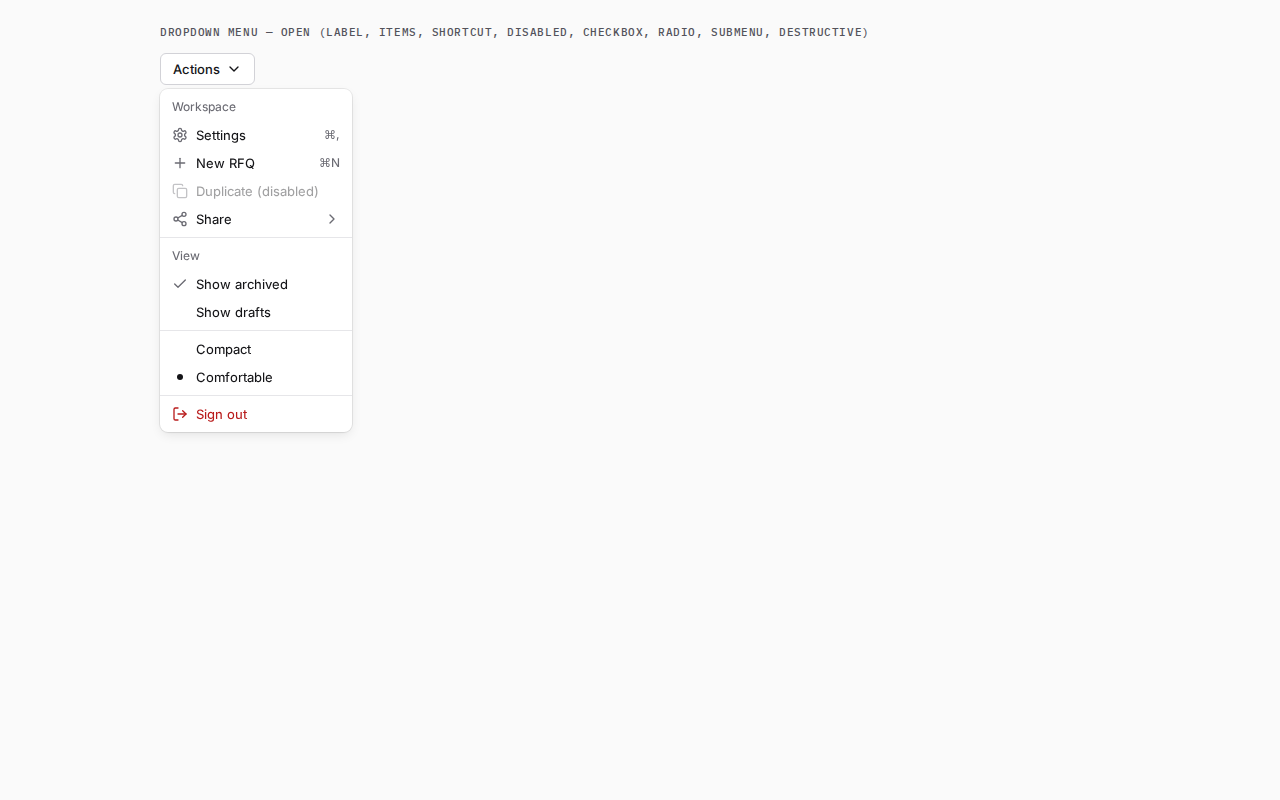 DROPDOWN MENU — OPEN (LABEL, ITEMS, SHORTCUT, DISABLED, CHECKBOX, RADIO, SUBMENU, DESTRUCTIVE)
Actions
Workspace
Settings ⌘,
New RFQ ⌘N
Duplicate (disabled)
Share
View
Show archived
Show drafts
Compact
Comfortable
Sign out